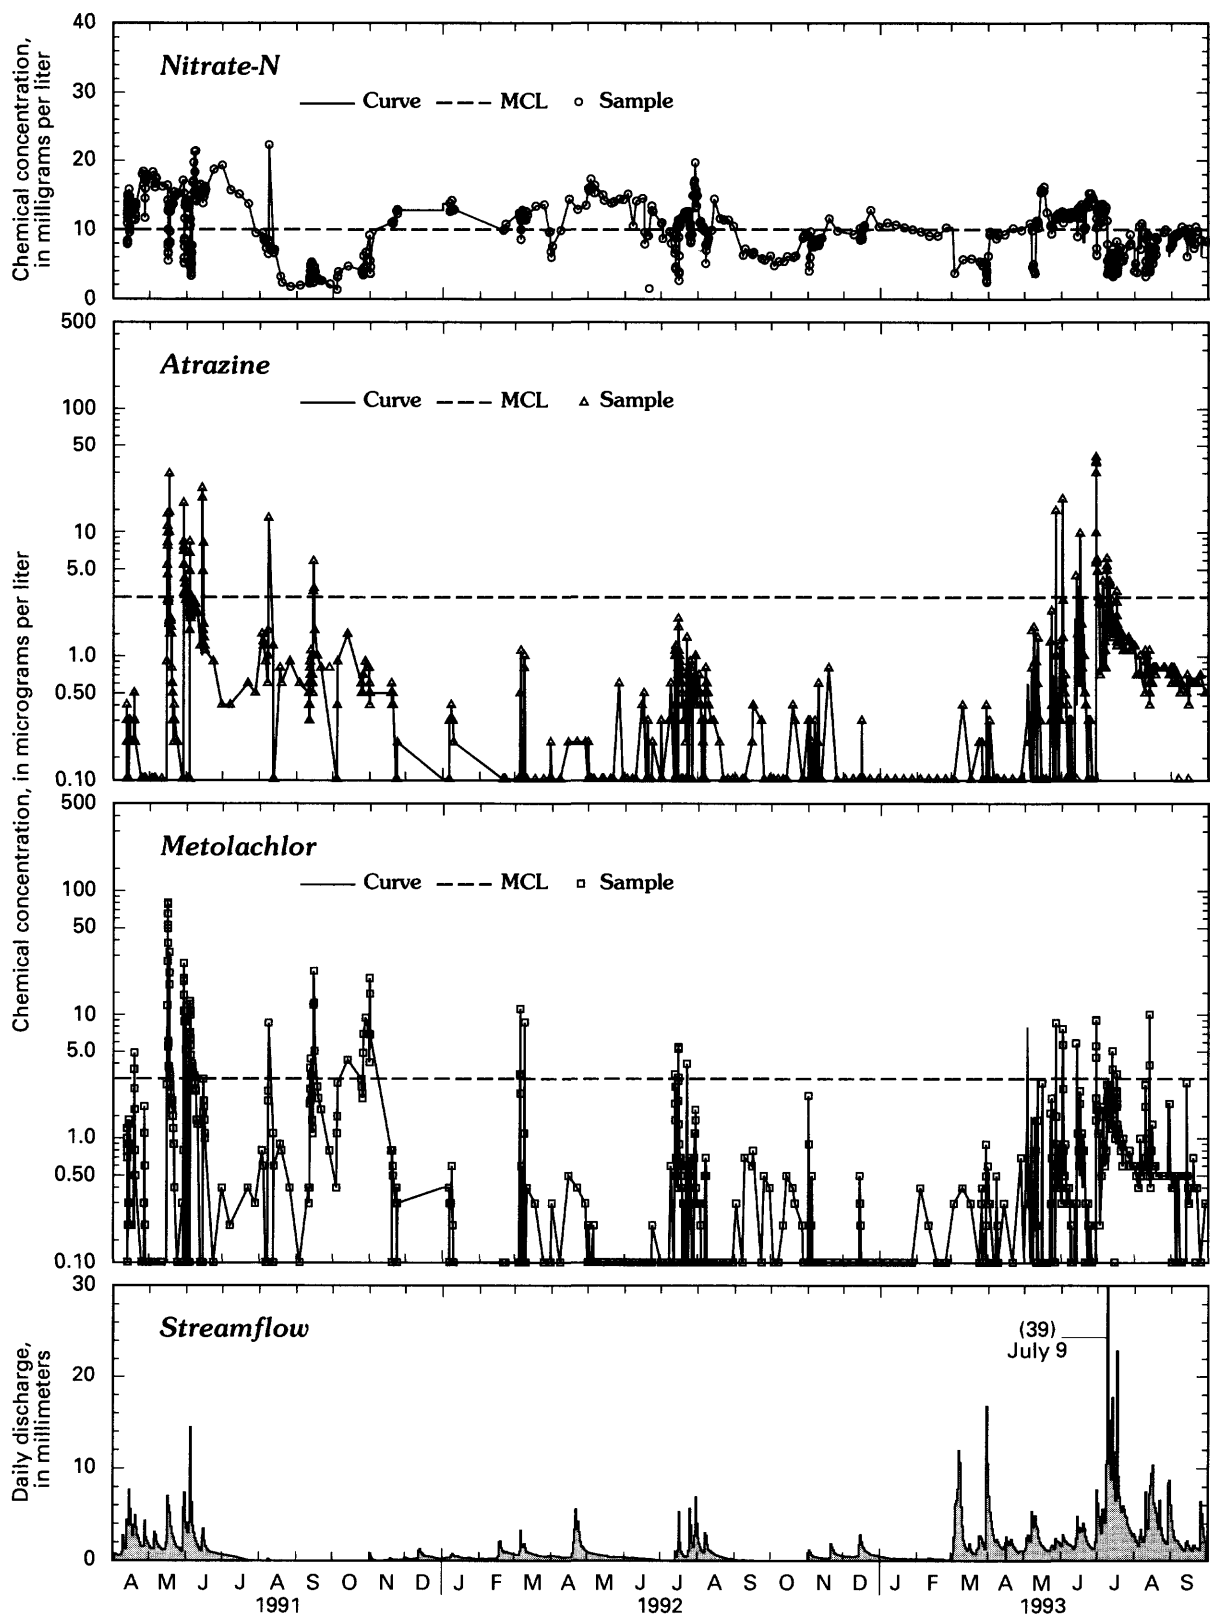 Chemical concentration,
in milligrams per liter
40
30
20
10
0
Nitrate-N
Curve MCL Sample
Chemical concentration, in micrograms per liter
500
100
50
10
5.0
1.0
0.50
0.10
Atrazine
Curve MCL Sample
500
100
50
10
5.0
1.0
0.50
0.10
Metolachlor
Curve MCL Sample
Daily discharge,
in millimeters
30
20
10
0
Streamflow
(39)
July 9
A M J J A S O N D J F M A M J J A S O N D J F M A M J J A S
1991 1992 1993